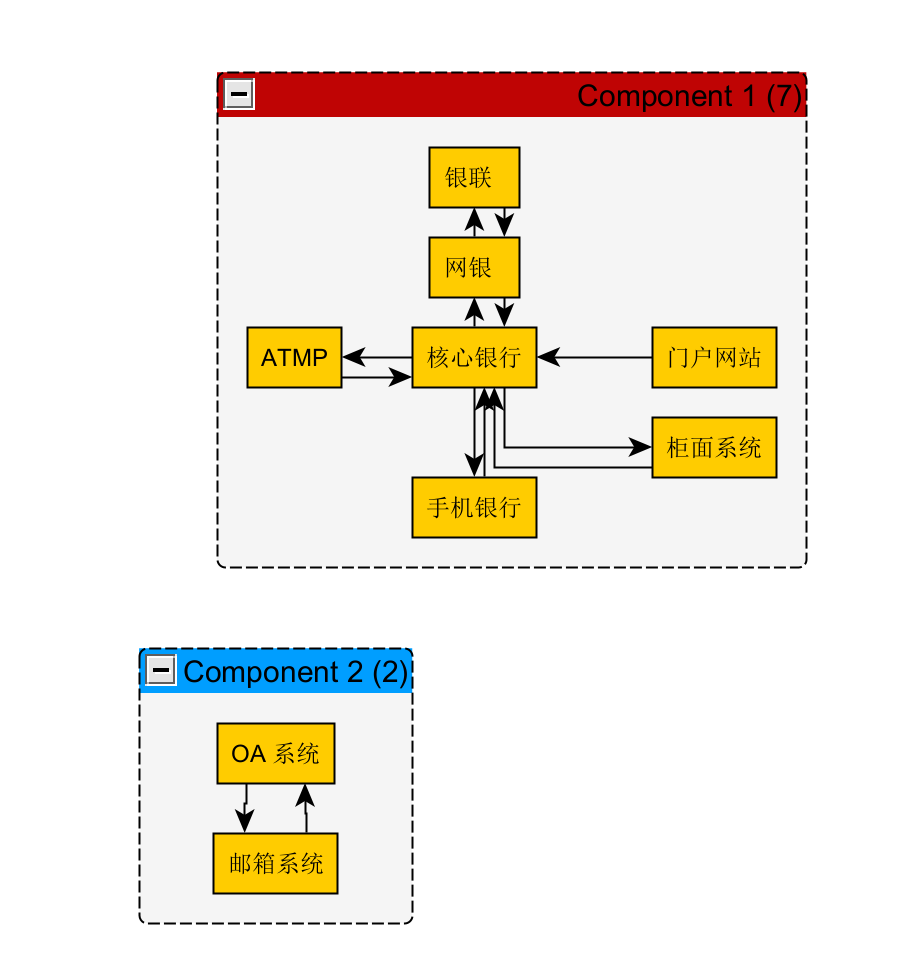 Component 1 (7)
银联
网银
ATMP
核心银行
门户网站
柜面系统
手机银行
Component 2 (2)
OA 系统
邮箱系统